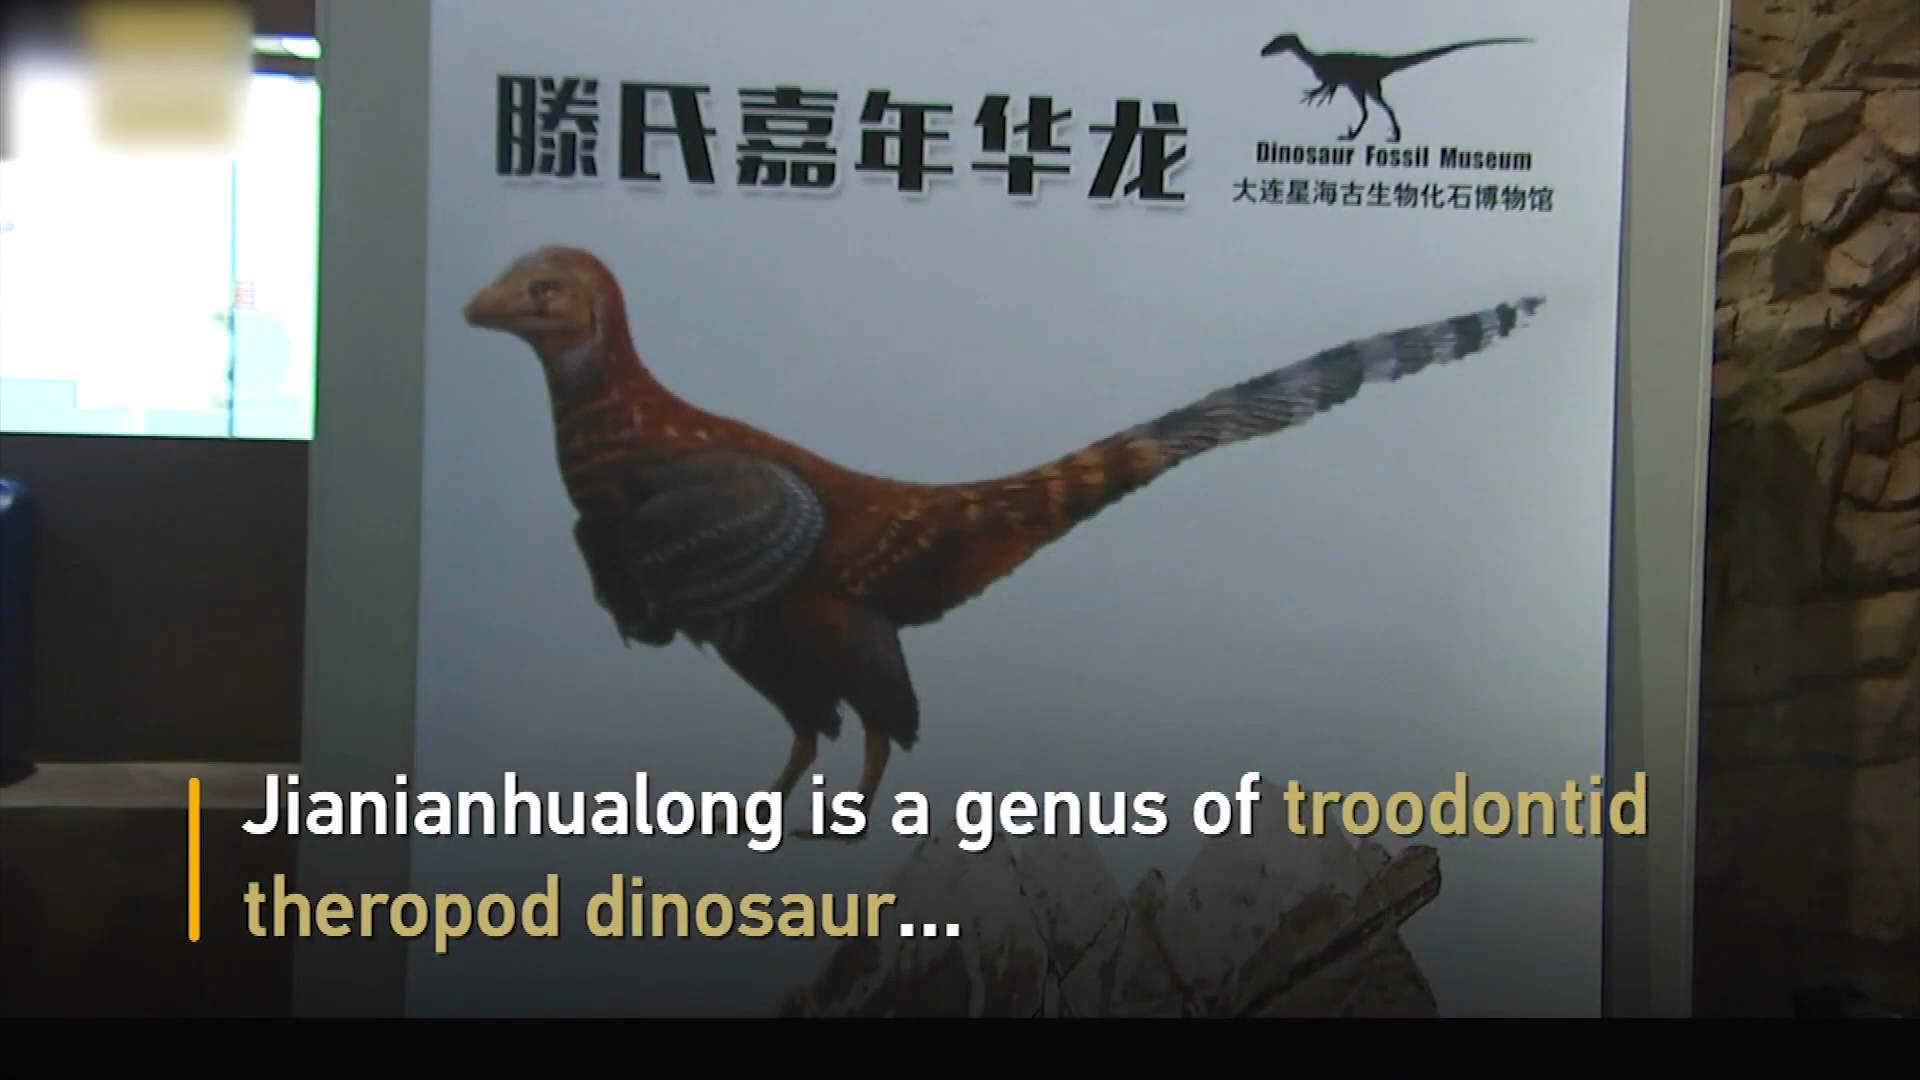 滕氏嘉年华龙
Dinosaur Fossil Museum
大连星海古生物化石博物馆
Jianianhualong is a genus of troodontid
theropod dinosaur...